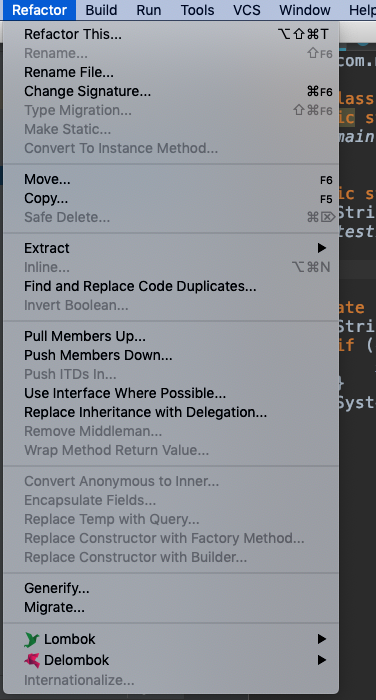 Refactor Build Run Tools VCS Window Help
Refactor This... ⌥⇧⌘T
Rename... ⇧F6
Rename File...
Change Signature... ⌘F6
Type Migration... ⇧⌘F6
Make Static...
Convert To Instance Method...
Move... F6
Copy... F5
Safe Delete... ⌘⌦
Extract ▶
Inline... ⌥⌘N
Find and Replace Code Duplicates...
Invert Boolean...
Pull Members Up...
Push Members Down...
Push ITDs In...
Use Interface Where Possible...
Replace Inheritance with Delegation...
Remove Middleman...
Wrap Method Return Value...
Convert Anonymous to Inner...
Encapsulate Fields...
Replace Temp with Query...
Replace Constructor with Factory Method...
Replace Constructor with Builder...
Generify...
Migrate...
Lombok ▶
Delombok ▶
Internationalize...
com.
lass
ic s
main
ic s
Stri
test
ate
Stri
if (
}
Syst